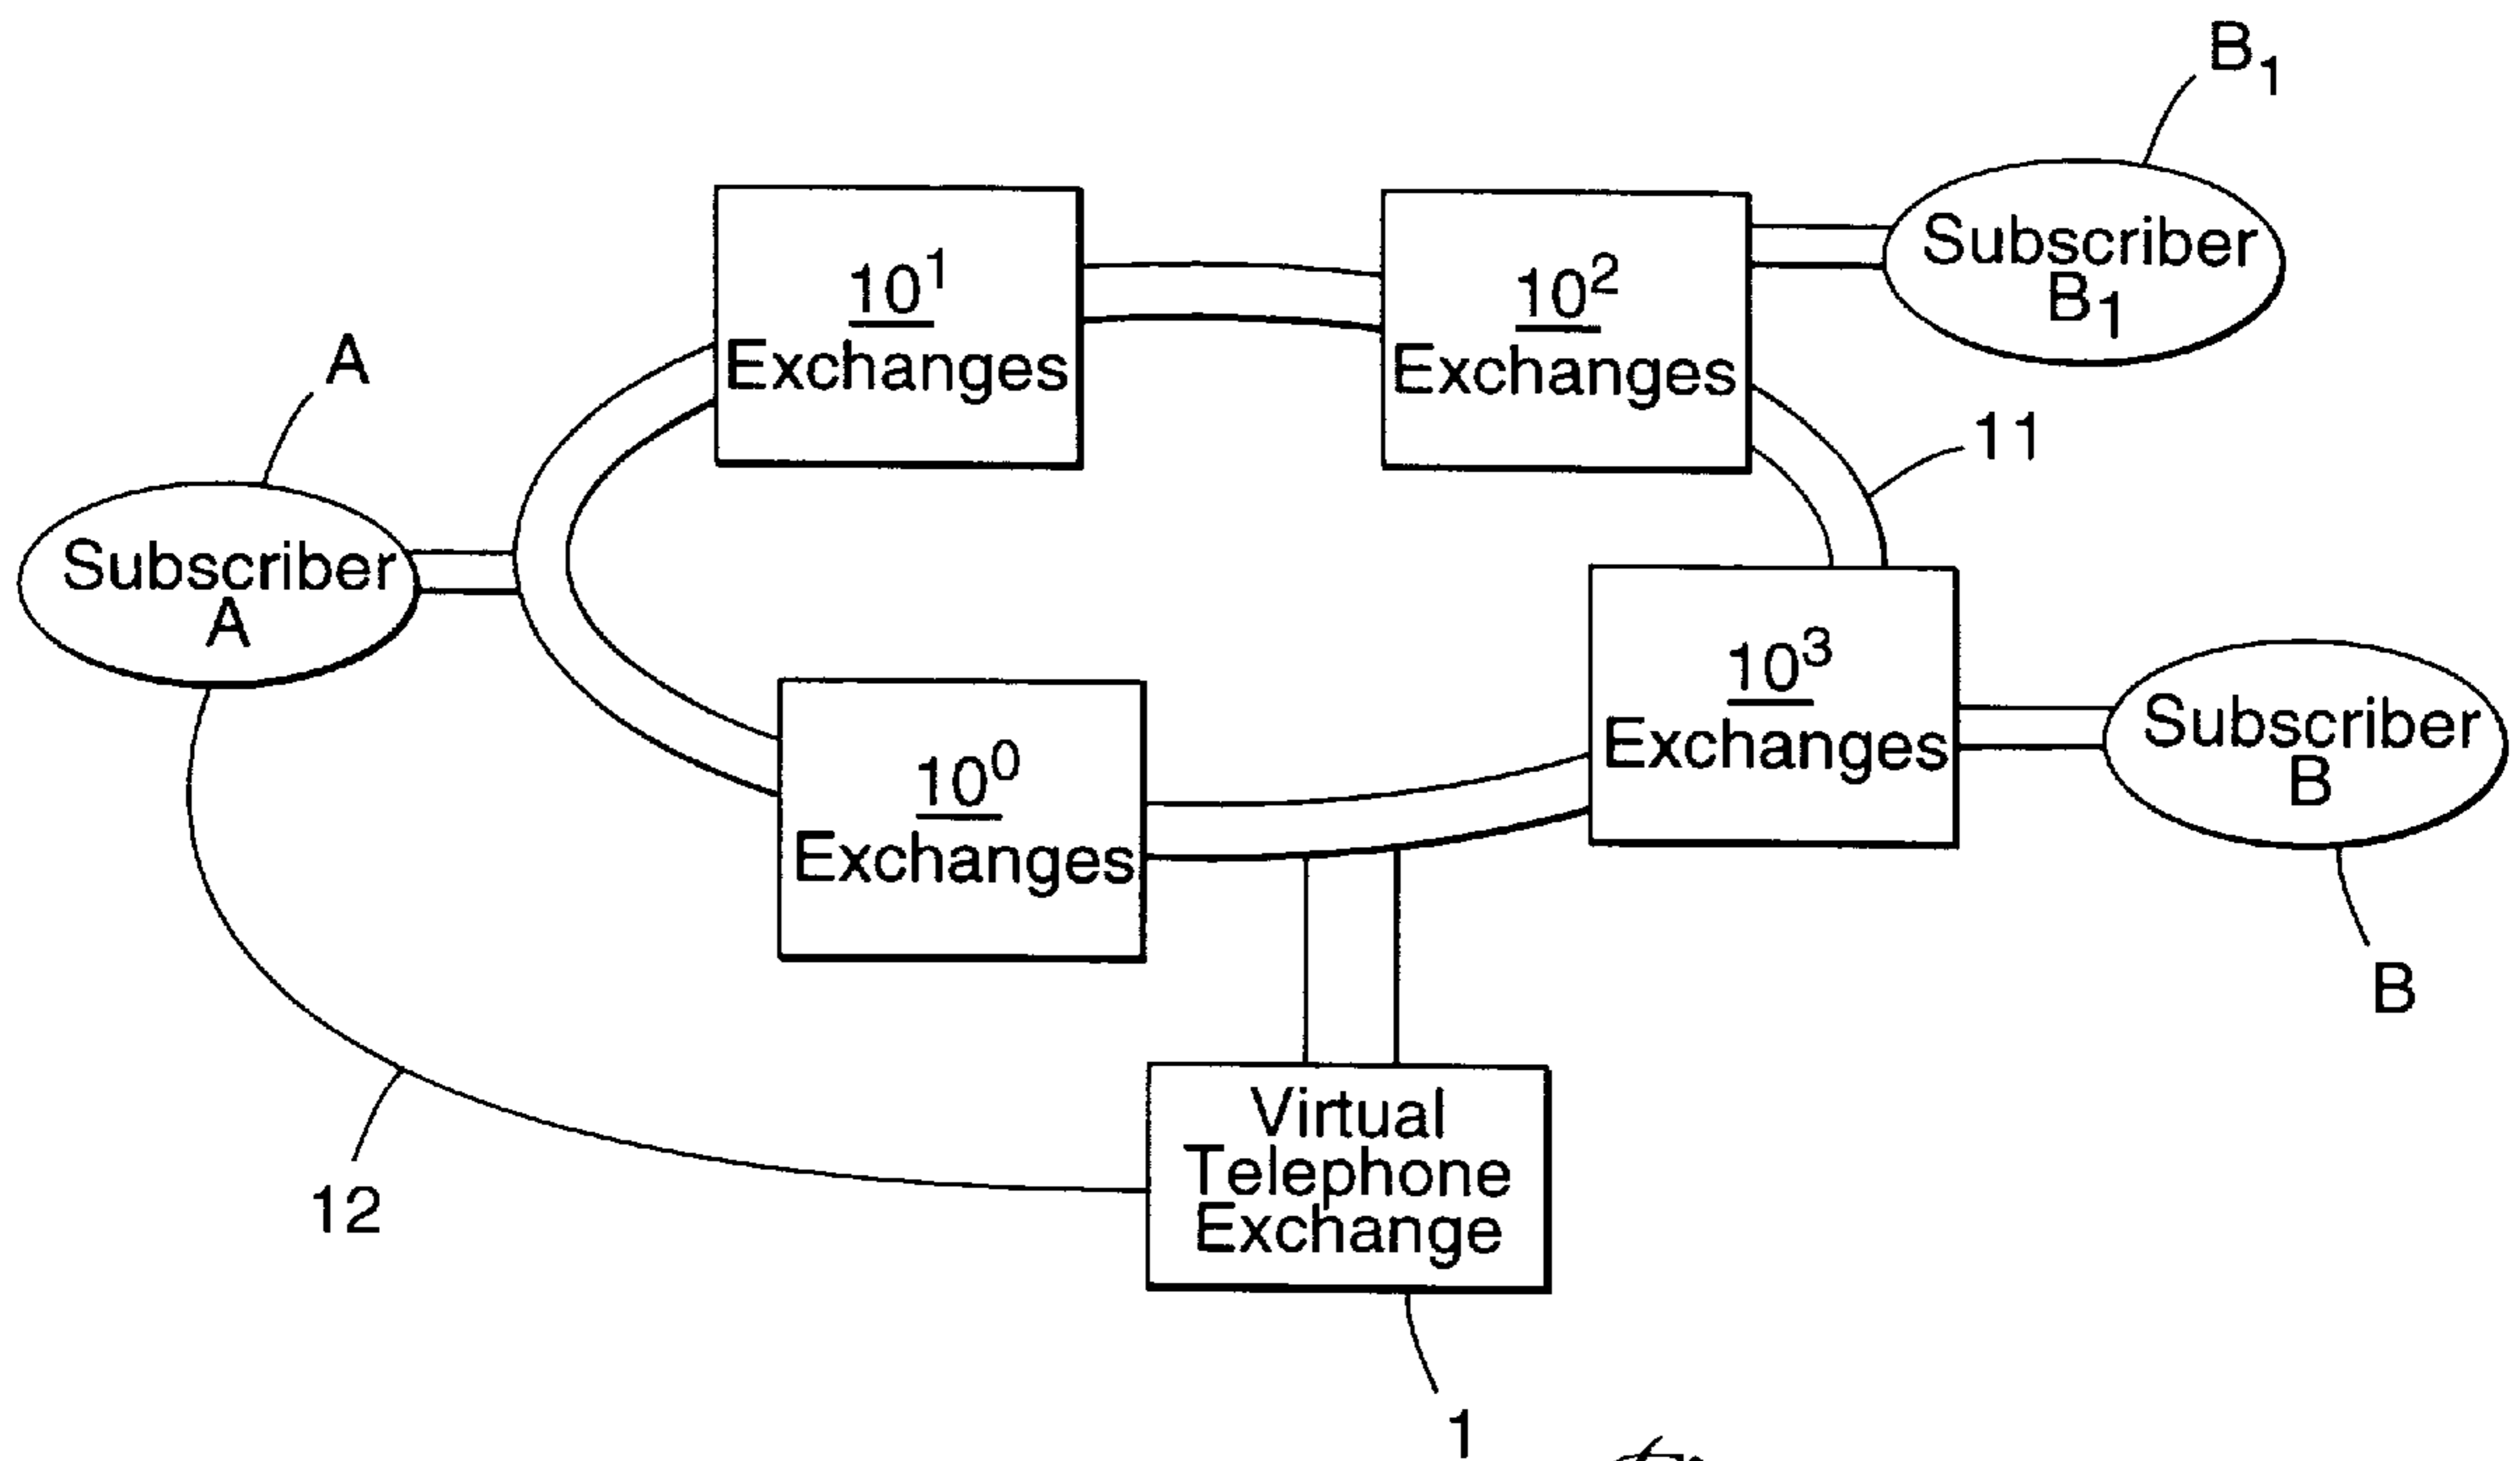 B₁
10¹
Exchanges
10²
Exchanges
Subscriber
B₁
A
11
Subscriber
A
10³
Exchanges
Subscriber
B
10⁰
Exchanges
B
Virtual
Telephone
Exchange
12
1